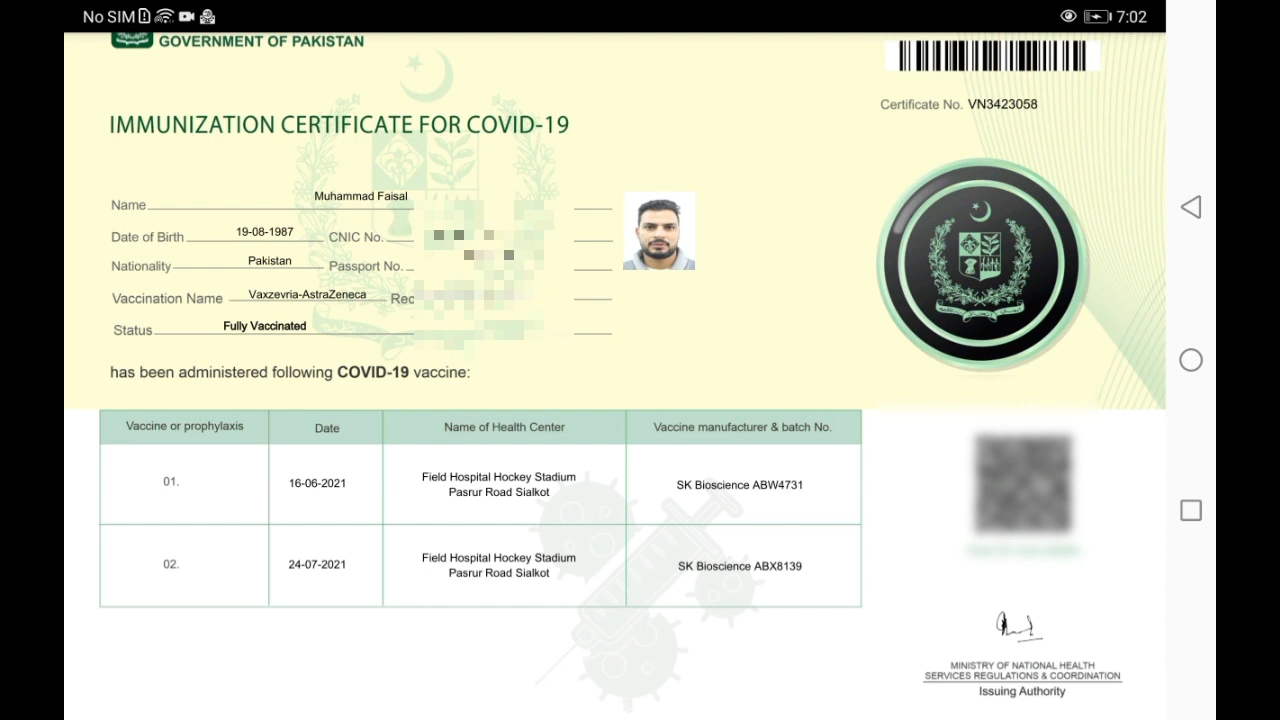 No SIM 7:02
GOVERNMENT OF PAKISTAN
Certificate No. VN3423058
IMMUNIZATION CERTIFICATE FOR COVID-19
Name Muhammad Faisal
Date of Birth 19-08-1987 CNIC No.
Nationality Pakistan Passport No.
Vaccination Name Vaxzevria-AstraZeneca Rec
Status Fully Vaccinated
has been administered following COVID-19 vaccine:
Vaccine or prophylaxis Date Name of Health Center Vaccine manufacturer & batch No.
01. 16-06-2021 Field Hospital Hockey Stadium SK Bioscience ABW4731
Pasrur Road Sialkot
02. 24-07-2021 Field Hospital Hockey Stadium SK Bioscience ABX8139
Pasrur Road Sialkot
MINISTRY OF NATIONAL HEALTH
SERVICES REGULATIONS & COORDINATION
Issuing Authority